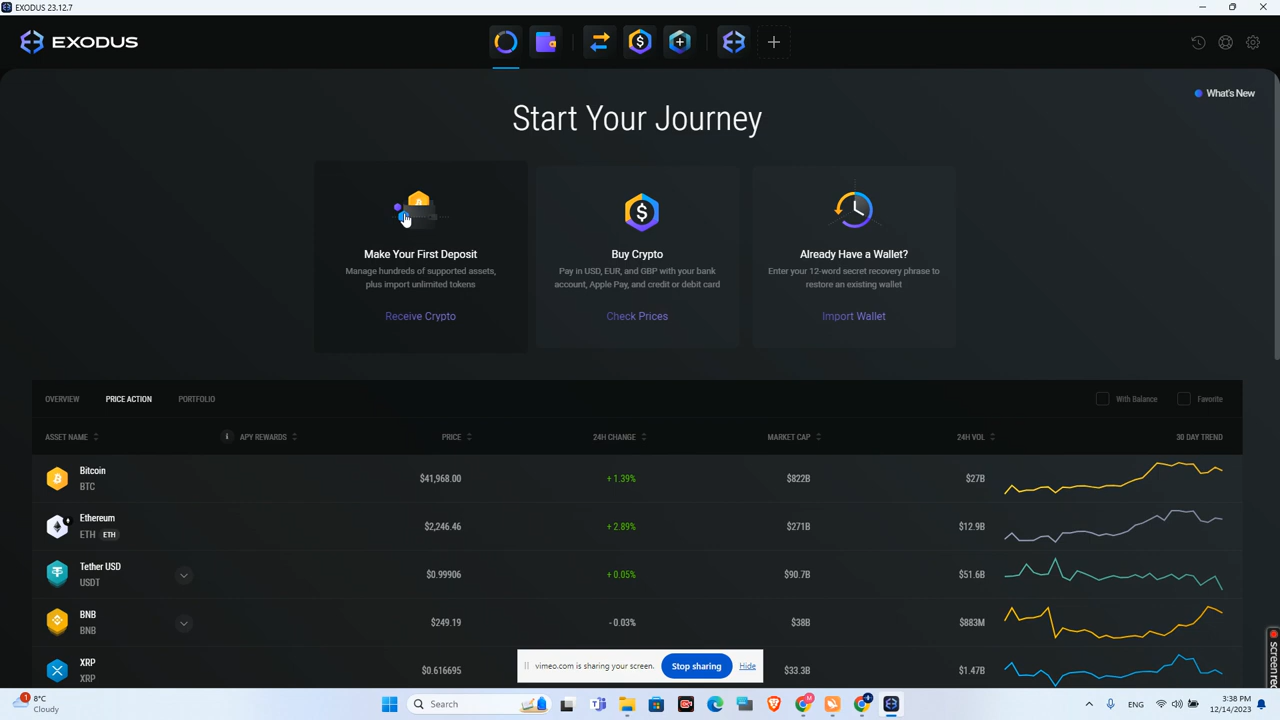 EXODUS 23.12.7
EXODUS
What's New
Start Your Journey
Make Your First Deposit
Manage hundreds of supported assets,
plus import unlimited tokens
Receive Crypto
Buy Crypto
Pay in USD, EUR, and GBP with your bank
account, Apple Pay, and credit or debit card
Check Prices
Already Have a Wallet?
Enter your 12-word secret recovery phrase to
restore an existing wallet
Import Wallet
OVERVIEW PRICE ACTION PORTFOLIO With Balance Favorite
ASSET NAME APY REWARDS PRICE 24H CHANGE MARKET CAP 24H VOL 30 DAY TREND
Bitcoin
BTC
$41,968.00 + 1.39% $822B $27B
Ethereum
ETH ETH
$2,246.46 + 2.89% $271B $12.9B
Tether USD
USDT
$0.99906 + 0.05% $90.7B $51.6B
BNB
BNB
$249.19 - 0.03% $38B $883M
XRP
XRP
$0.616695 $33.3B $1.47B
vimeo.com is sharing your screen. Stop sharing Hide
screenrec
1
8°C
Cloudy
Search
ENG
3:38 PM
12/14/2023